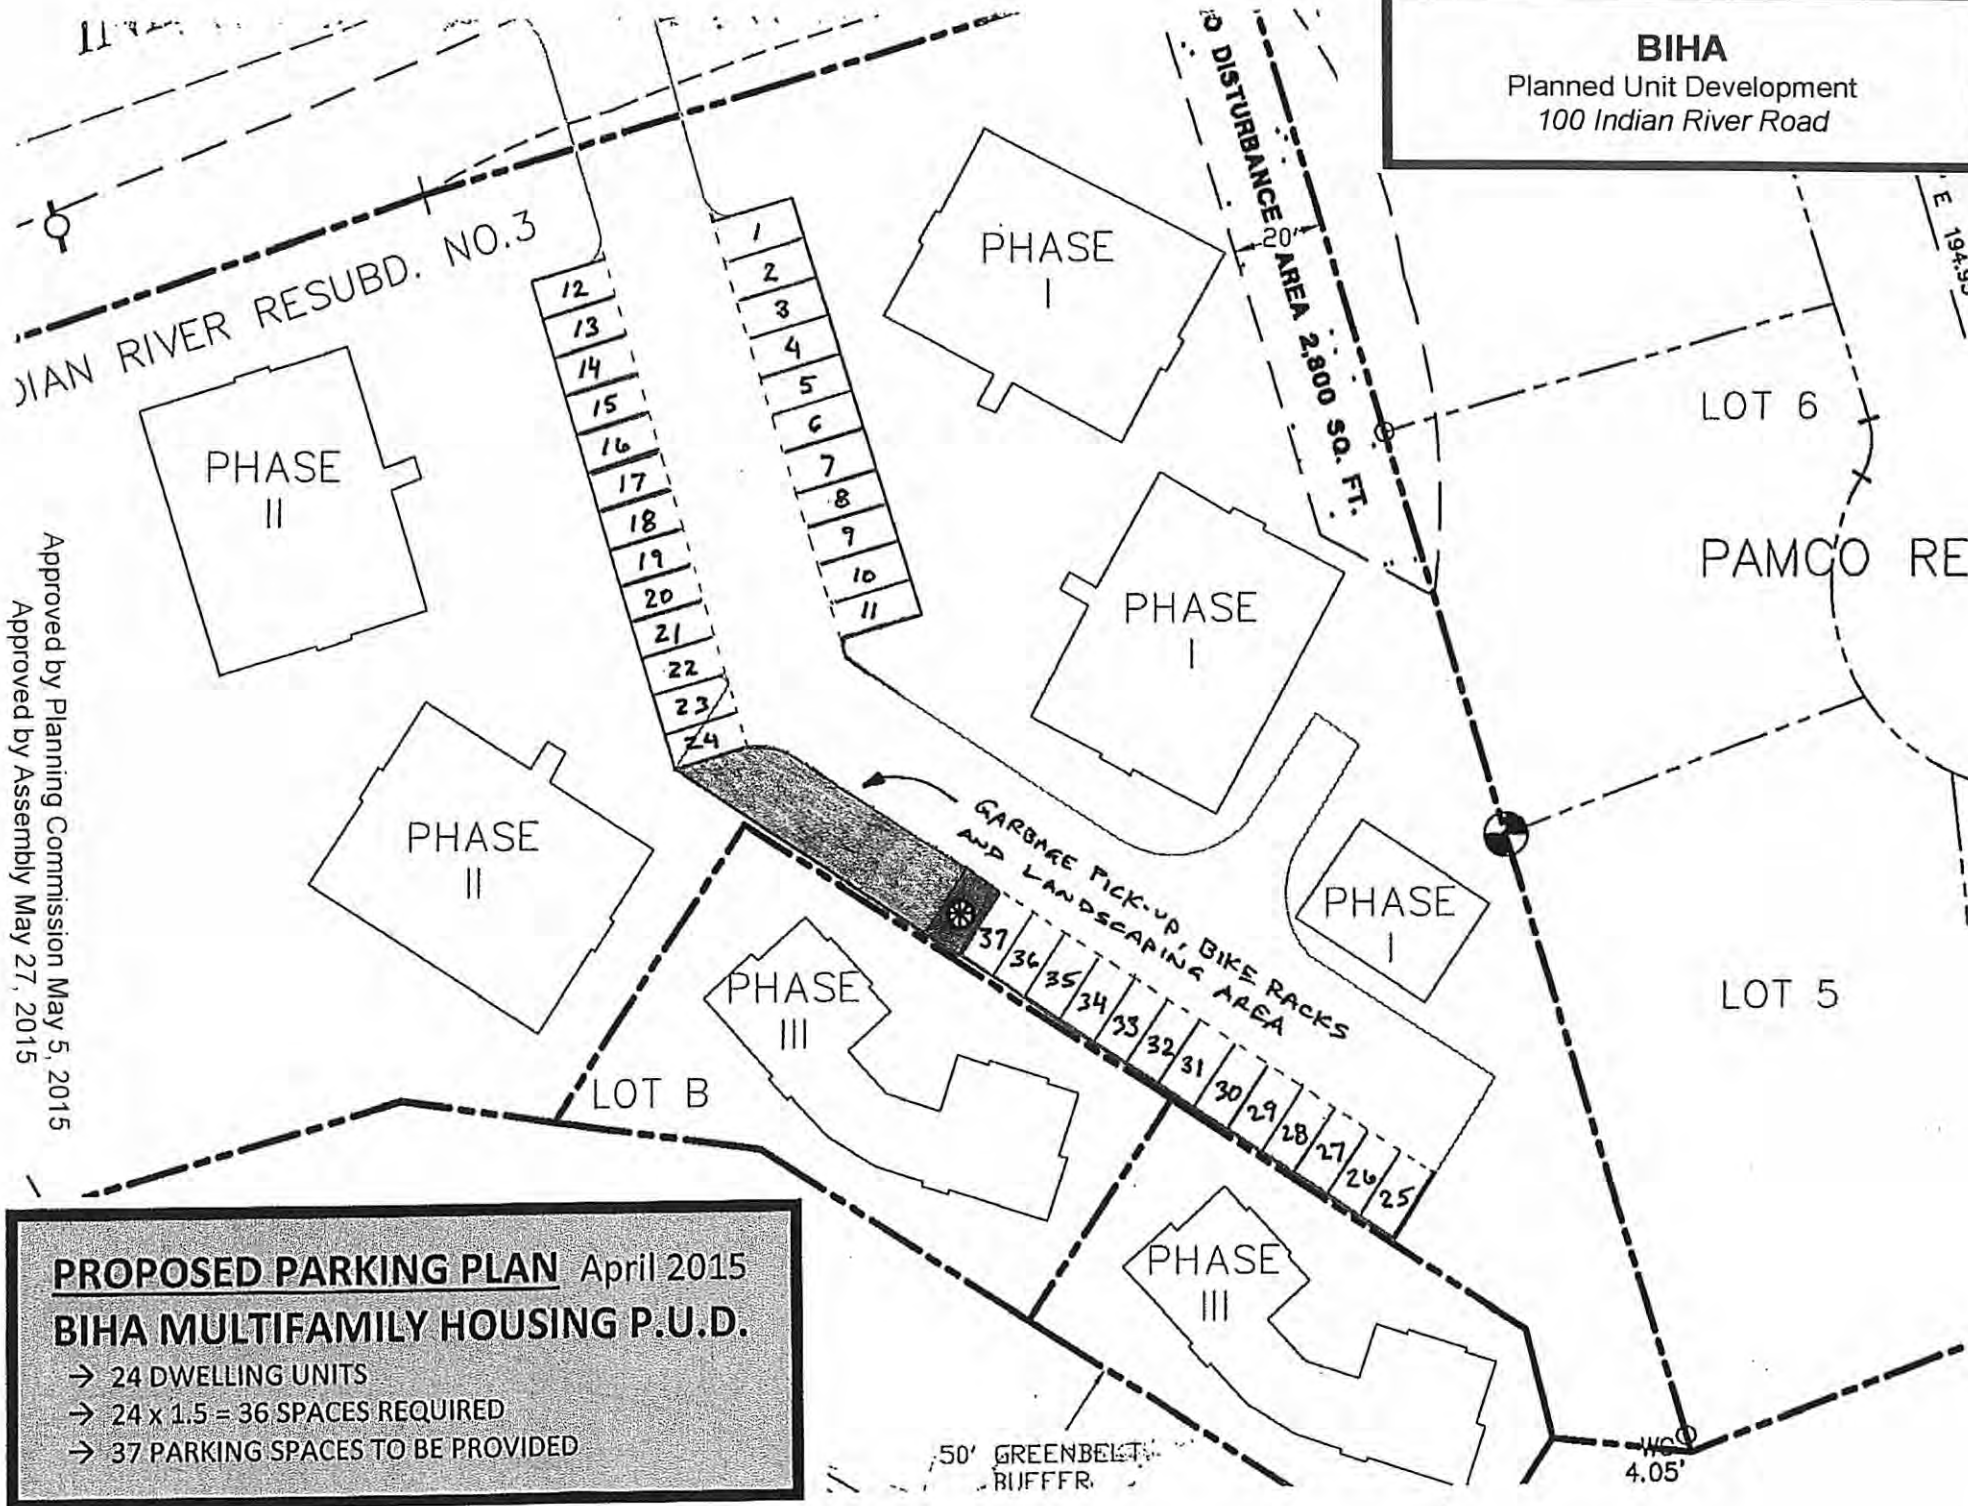 BIHA
Planned Unit Development
100 Indian River Road
DISTURBANCE AREA 2,800 SQ. FT.
20'
E 194.95
DIAN RIVER RESUBD. NO.3
PHASE
I
PHASE
II
PHASE
I
PHASE
II
PHASE
I
PHASE
III
PHASE
III
1
2
3
4
5
6
7
8
9
10
11
12
13
14
15
16
17
18
19
20
21
22
23
24
37
36
35
34
33
32
31
30
29
28
27
26
25
GARBAGE PICK-UP, BIKE RACKS
AND LANDSCAPING AREA
LOT 6
PAMCO RE
LOT 5
LOT B
Approved by Planning Commission May 5, 2015
Approved by Assembly May 27, 2015
PROPOSED PARKING PLAN April 2015
BIHA MULTIFAMILY HOUSING P.U.D.
→ 24 DWELLING UNITS
→ 24 x 1.5 = 36 SPACES REQUIRED
→ 37 PARKING SPACES TO BE PROVIDED
50' GREENBELT
BUFFER
WC
4.05'